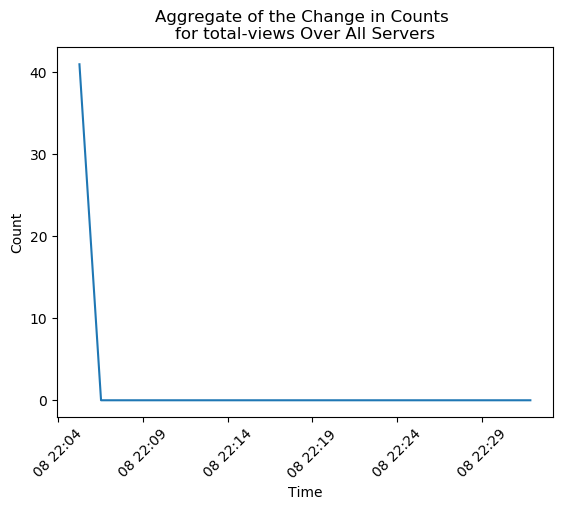 Aggregate of the Change in Counts
for total-views Over All Servers
Count
40
30
20
10
0
08 22:04
08 22:09
08 22:14
08 22:19
08 22:24
08 22:29
Time